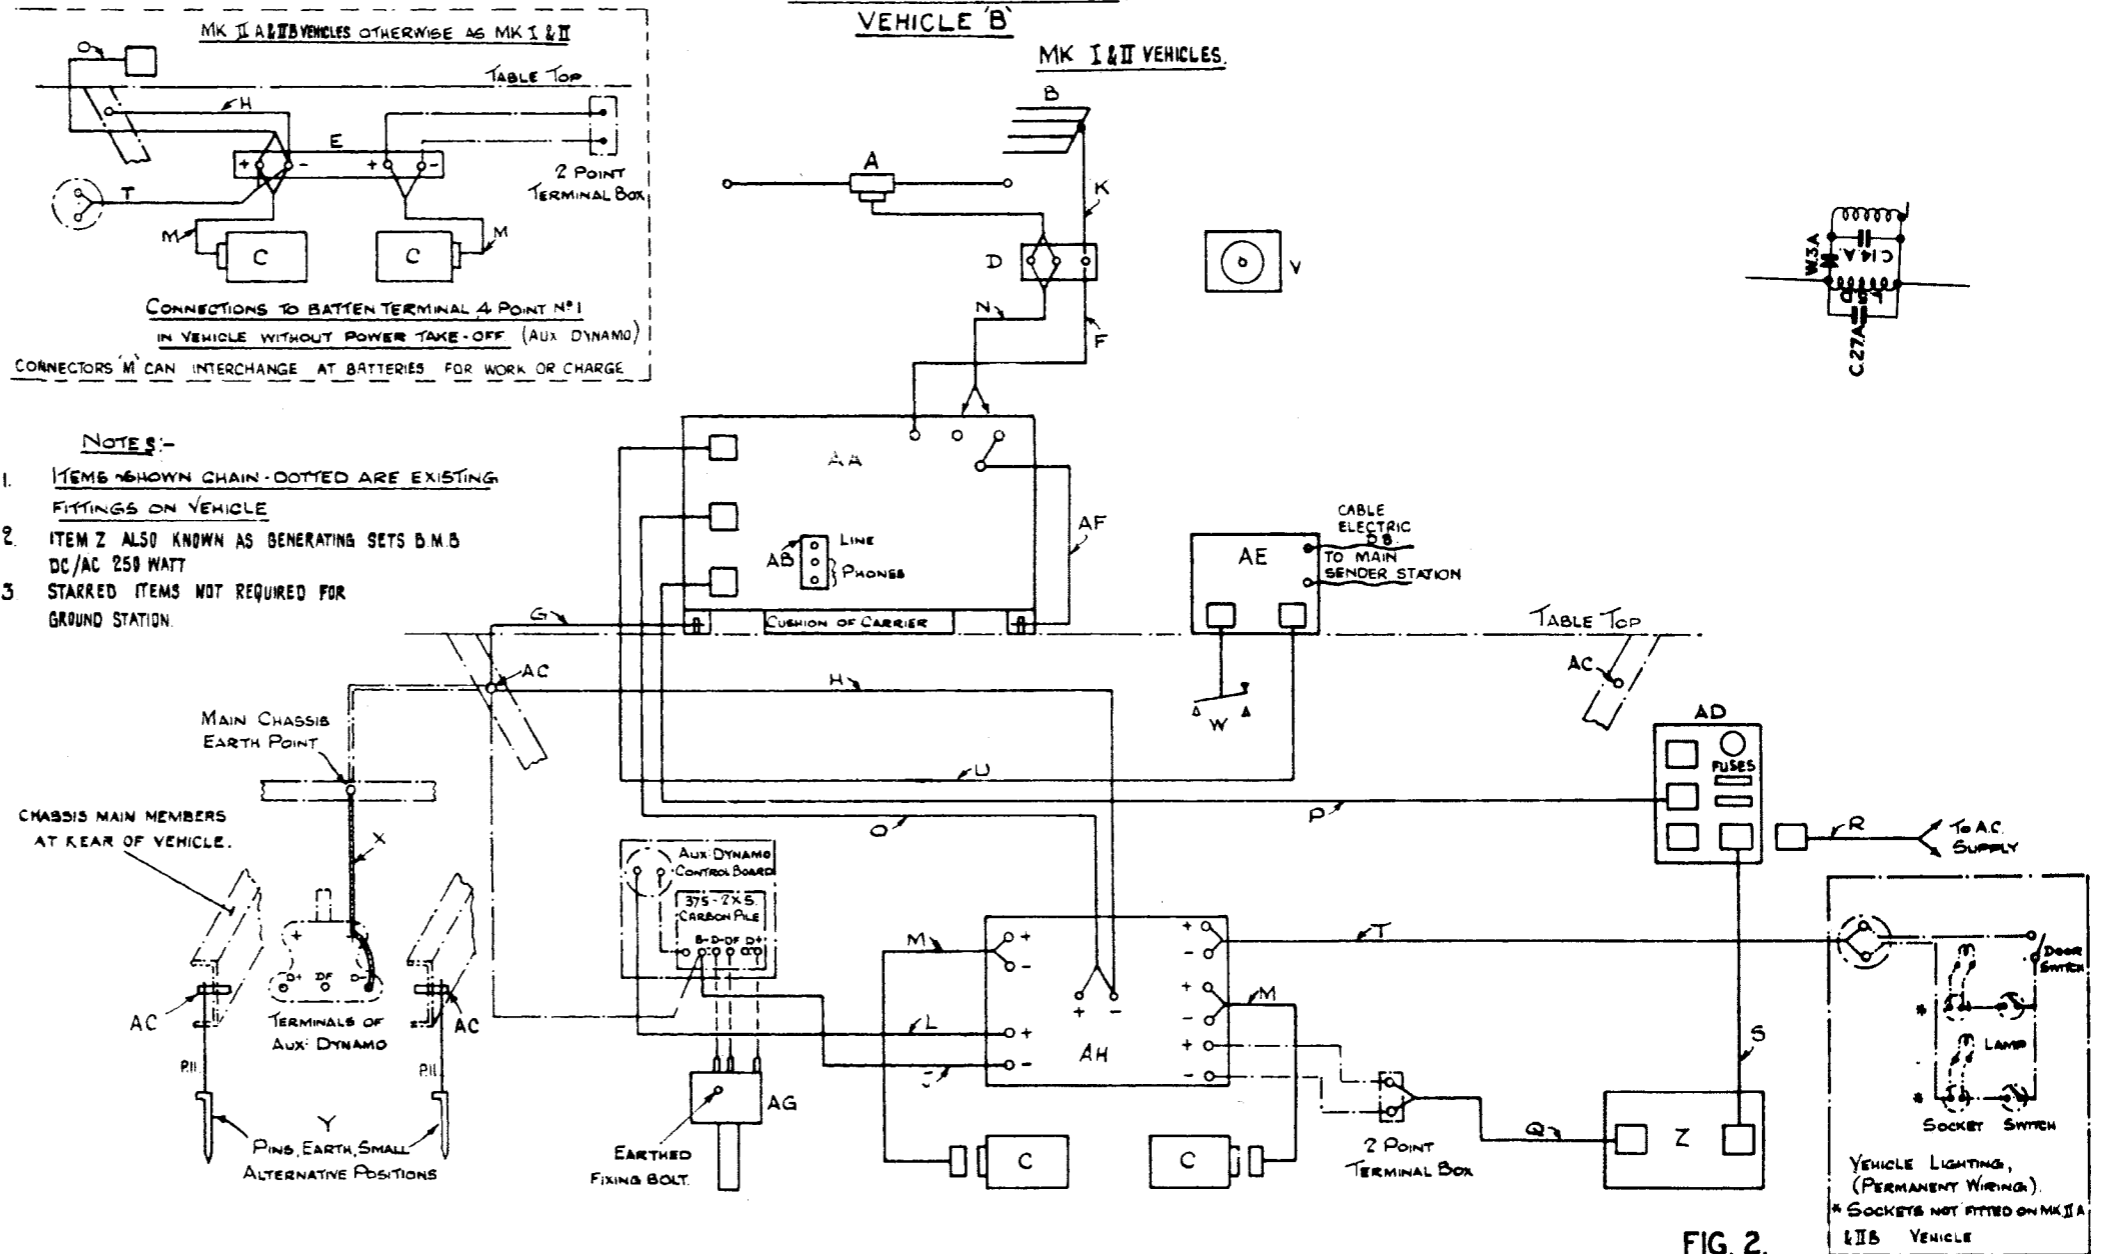 VEHICLE 'B'
MK I & II VEHICLES.
MK II A & II B VEHICLES OTHERWISE AS MK I & II
O
TABLE TOP
H
E
+ - + -
2 POINT
TERMINAL BOX
T
M
M
C
C
CONNECTIONS TO BATTEN TERMINAL 4 POINT Nº 1
IN VEHICLE WITHOUT POWER TAKE-OFF (AUX DYNAMO)
CONNECTORS 'M' CAN INTERCHANGE AT BATTERIES FOR WORK OR CHARGE
B
A
K
D
V
N
F
W.3.A
C14A
C.27A
NOTES:-
1. ITEMS SHOWN CHAIN-DOTTED ARE EXISTING
FITTINGS ON VEHICLE
2. ITEM Z ALSO KNOWN AS GENERATING SETS B.M.B
DC/AC 250 WATT
3 STARRED ITEMS NOT REQUIRED FOR
GROUND STATION.
AA
AB
LINE
PHONES
AF
CUSHION OF CARRIER
G
AE
CABLE
ELECTRIC
D8.
TO MAIN
SENDER STATION
W
TABLE TOP
AC
AC
H
U
P
O
AD
FUSES
R
TO A.C.
SUPPLY
MAIN CHASSIS
EARTH POINT
CHASSIS MAIN MEMBERS
AT REAR OF VEHICLE.
X
+
D+ DF D-
TERMINALS OF
AUX: DYNAMO
AC
AC
P.11.
P.11
Y
PINS, EARTH, SMALL
ALTERNATIVE POSITIONS
AUX: DYNAMO
CONTROL BOARD
375-2X5.
CARBON PILE
B- D- DF D+
AG
EARTHED
FIXING BOLT.
M
L
J
+
-
+ -
+
-
AH
+
-
+
-
+
-
T
M
C
C
2 POINT
TERMINAL BOX
Q
Z
S
DOOR
SWITCH
*
LAMP
*
SOCKET SWITCH
VEHICLE LIGHTING,
(PERMANENT WIRING).
* SOCKETS NOT FITTED ON MK II A
& II B VEHICLE
FIG. 2.